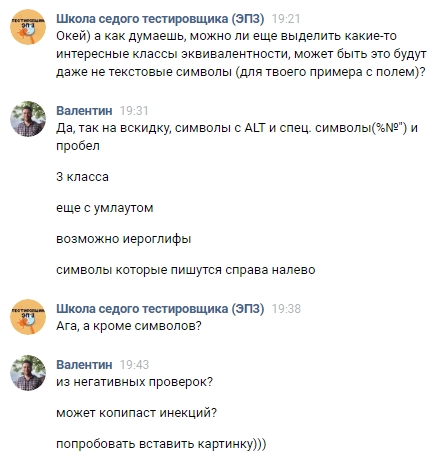 Школа седого тестировщика (ЭПЗ) 19:21
Окей) а как думаешь, можно ли еще выделить какие-то
интересные классы эквивалентности, может быть это будут
даже не текстовые символы (для твоего примера с полем)?
Валентин 19:31
Да, так на вскидку, символы с ALT и спец. символы(%№") и
пробел
3 класса
еще с умлаутом
возможно иероглифы
символы которые пишутся справа налево
Школа седого тестировщика (ЭПЗ) 19:38
Ага, а кроме символов?
Валентин 19:43
из негативных проверок?
может копипаст инекций?
попробовать вставить картинку)))